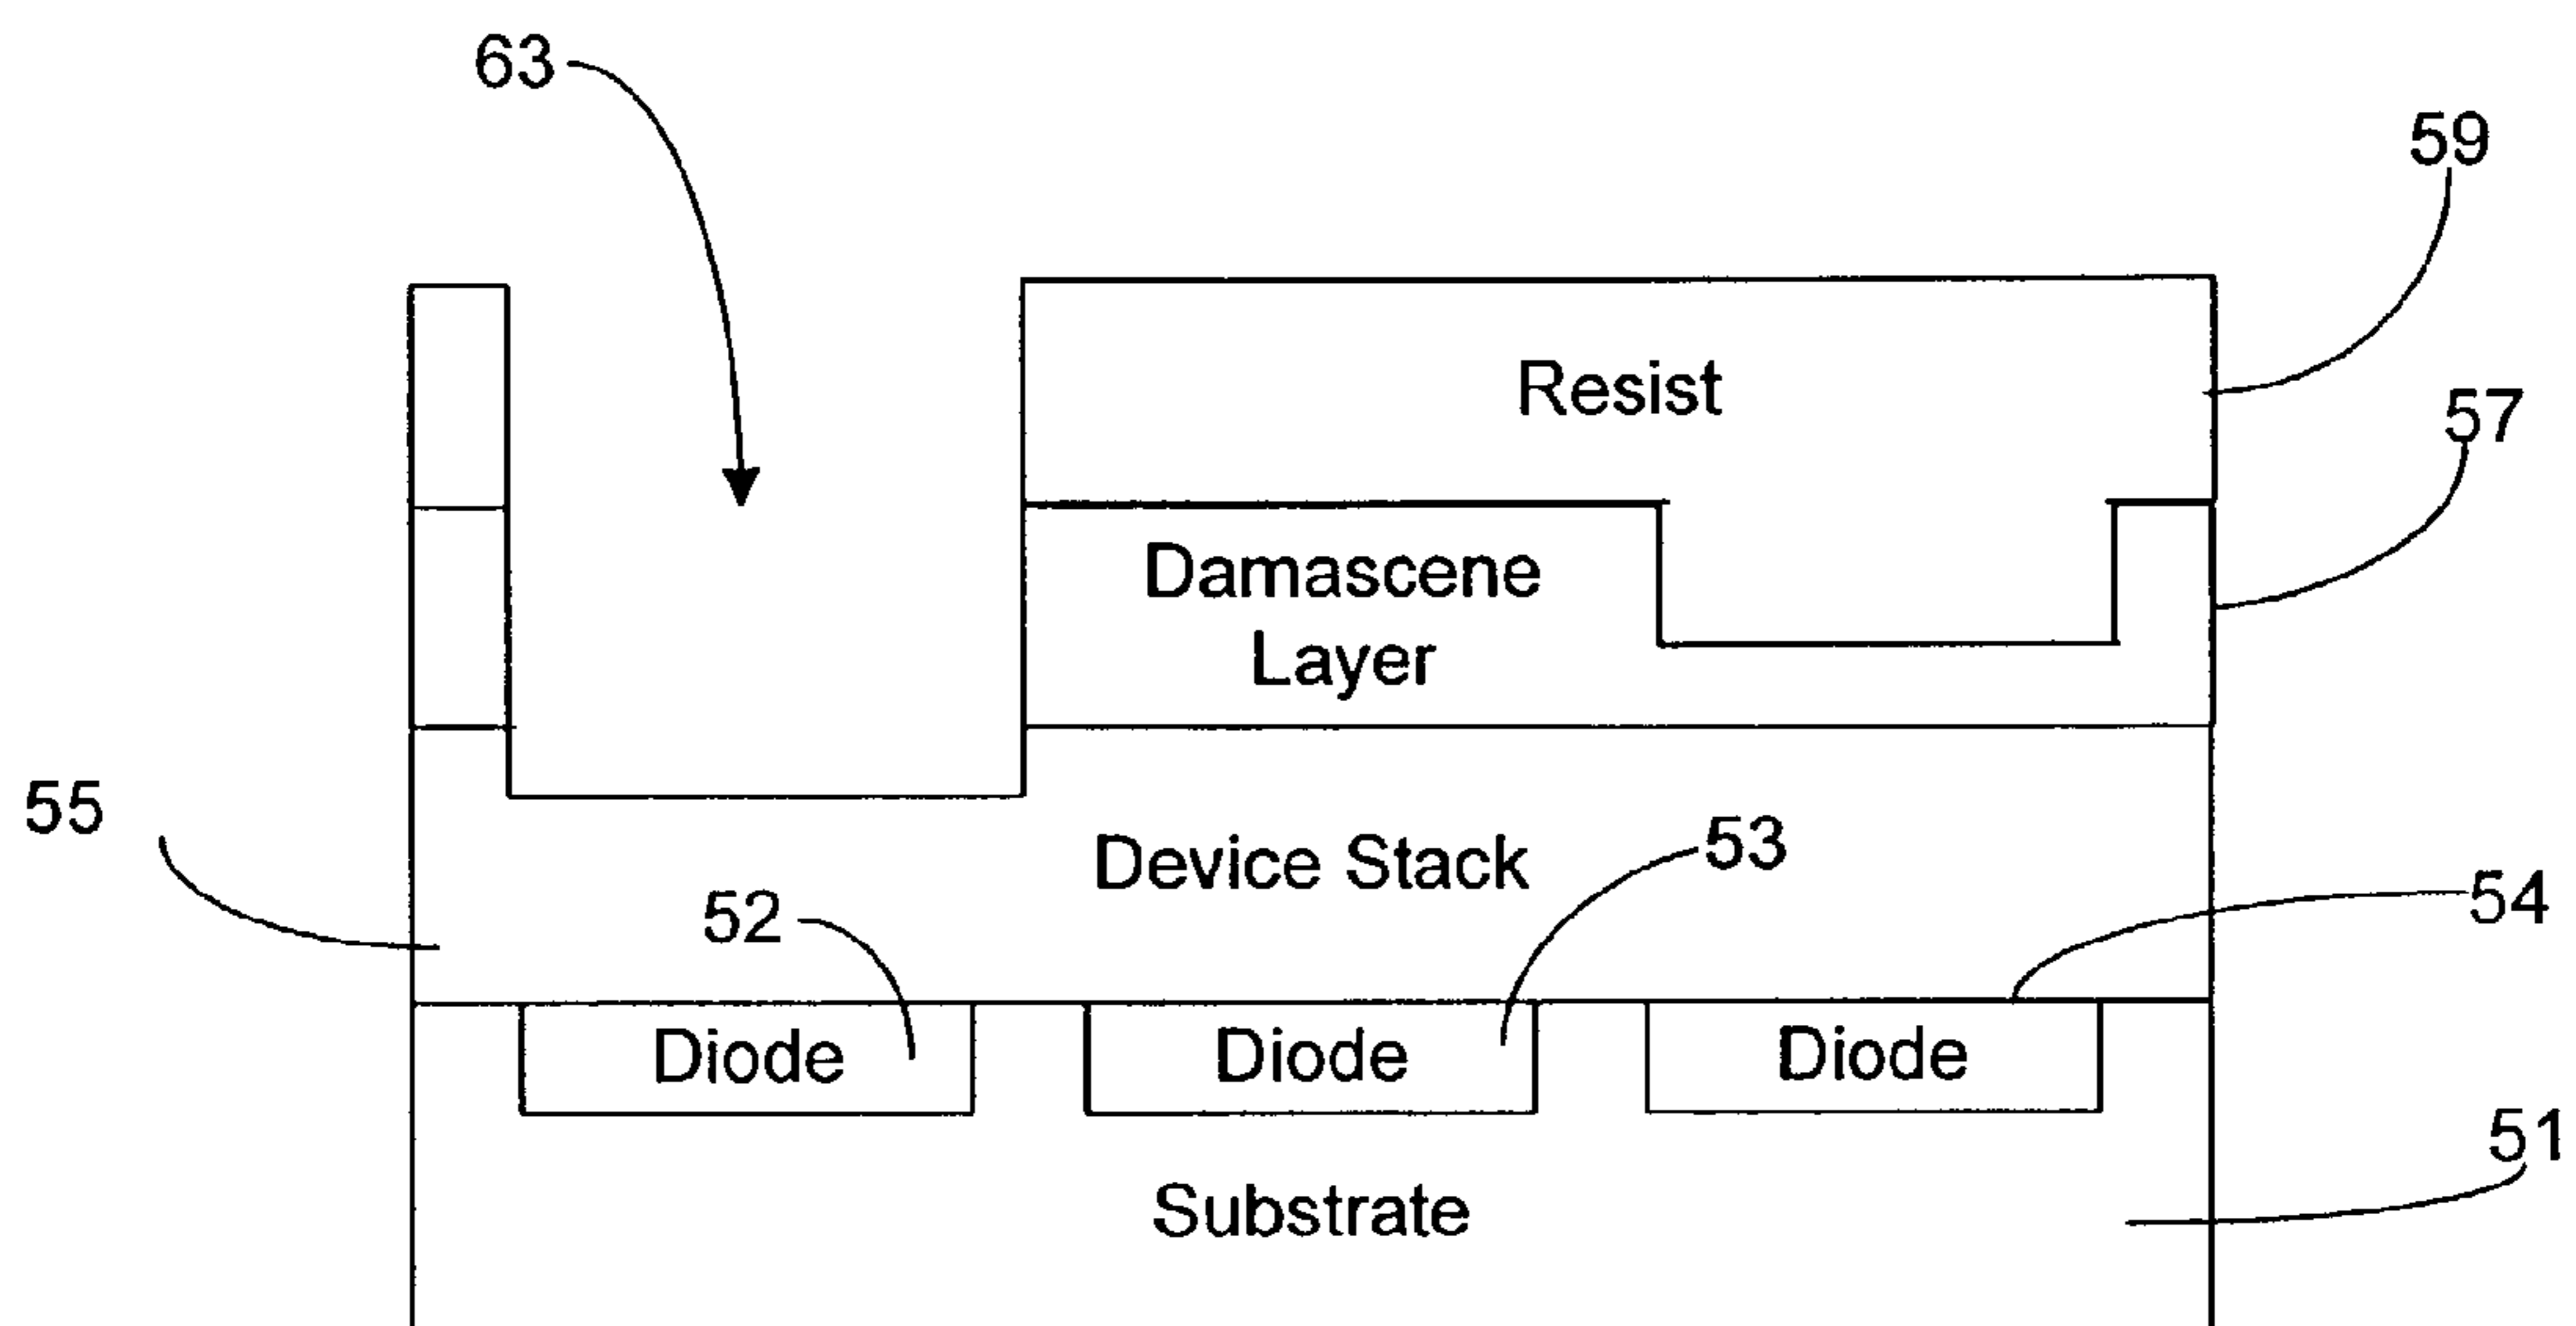 63
59
Resist
57
Damascene
Layer
55
Device Stack
53
52
54
Diode
Diode
Diode
51
Substrate